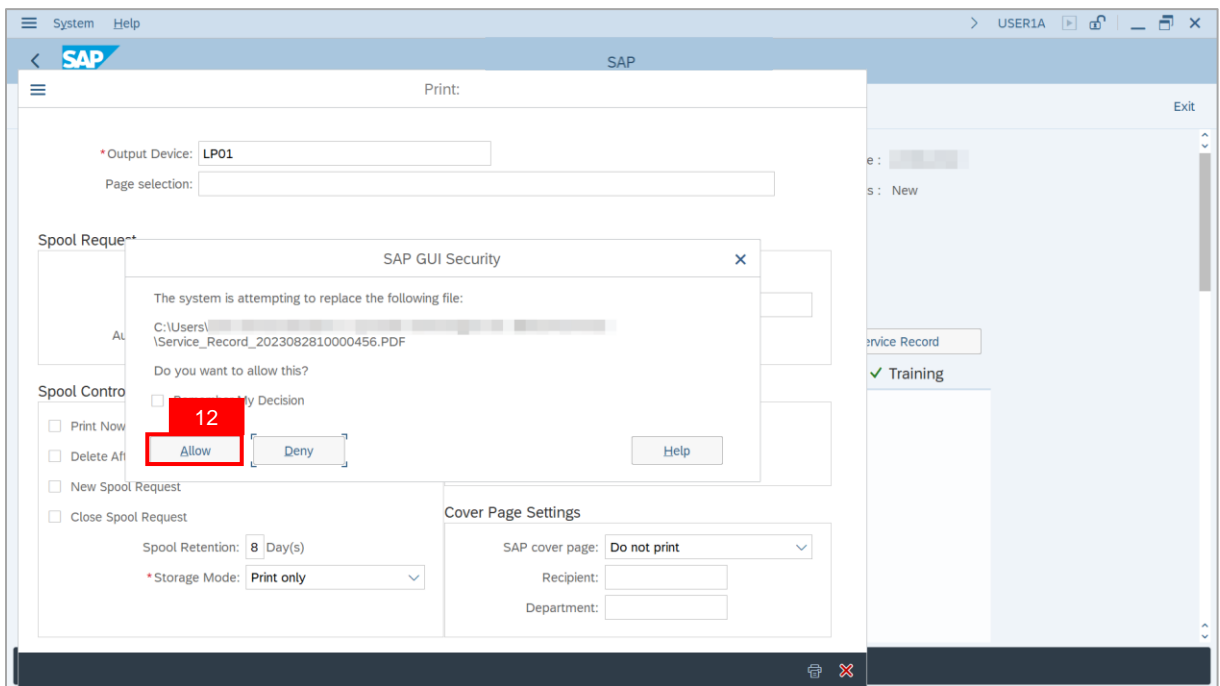 System Help
USER1A
SAP
SAP
Print:
Exit
*Output Device: LP01
Page selection:
e :
s : New
Spool Request
SAP GUI Security
The system is attempting to replace the following file:
C:\Users\
\Service_Record_2023082810000456.PDF
Au
ervice Record
Do you want to allow this?
Training
Spool Contro
My Decision
12
Print Now
Allow Deny Help
Delete Aft
New Spool Request
Close Spool Request
Cover Page Settings
Spool Retention: 8 Day(s)
SAP cover page: Do not print
*Storage Mode: Print only
Recipient:
Department: